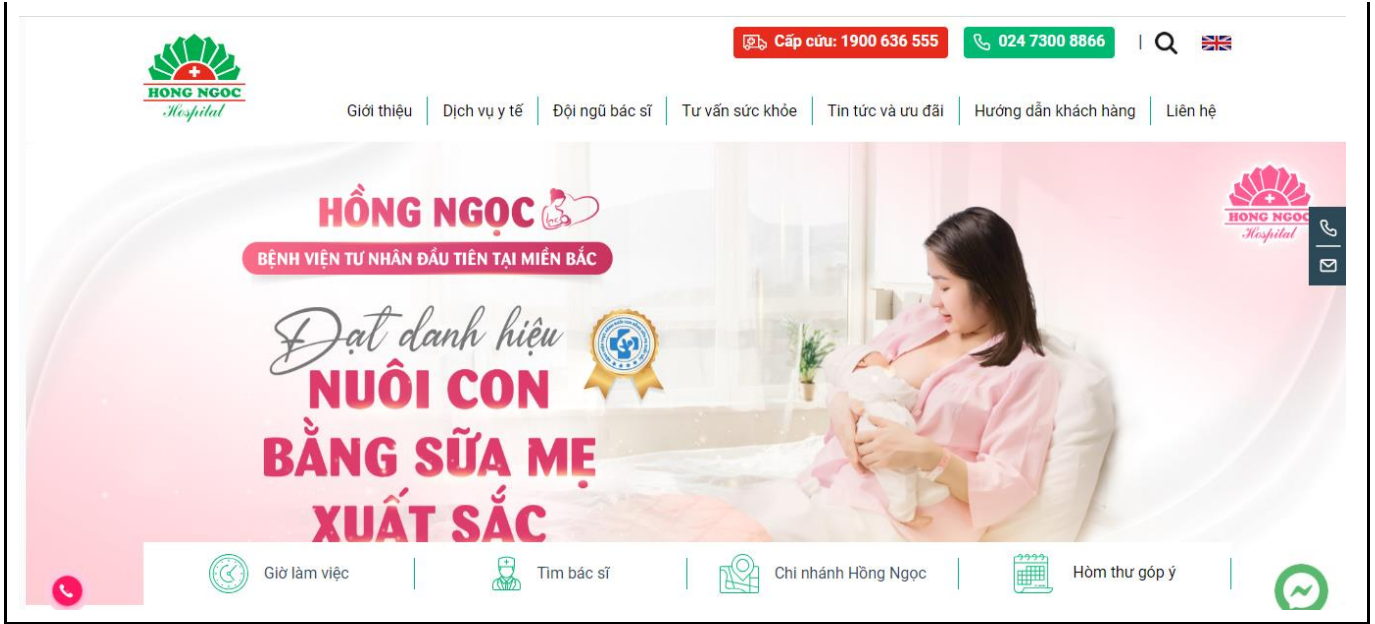 Cấp cứu: 1900 636 555
024 7300 8866
HONG NGOC
Hospital
Giới thiệu
Dịch vụ y tế
Đội ngũ bác sĩ
Tư vấn sức khỏe
Tin tức và ưu đãi
Hướng dẫn khách hàng
Liên hệ
HỒNG NGỌC
BỆNH VIỆN TƯ NHÂN ĐẦU TIÊN TẠI MIỀN BẮC
Đạt danh hiệu
NUÔI CON
BẰNG SỮA MẸ
XUẤT SẮC
HONG NGOC
Hospital
Giờ làm việc
Tìm bác sĩ
Chi nhánh Hồng Ngọc
Hòm thư góp ý